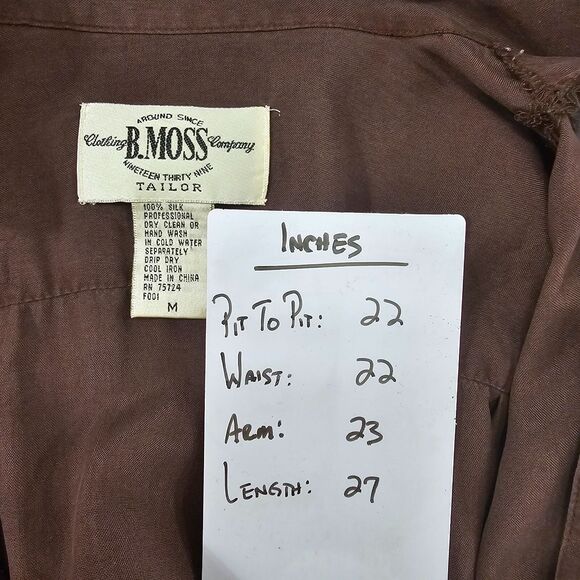 AROUND SINCE
Clothing B.MOSS Company
NINETEEN THIRTY NINE
TAILOR
100% SILK
PROFESSIONAL
DRY CLEAN OR
HAND WASH
IN COLD WATER
SEPARATELY
DRIP DRY
COOL IRON
MADE IN CHINA
RN 75724
F001
M
INCHES
PIT TO PIT: 22
WAIST: 22
ARM: 23
LENGTH: 27